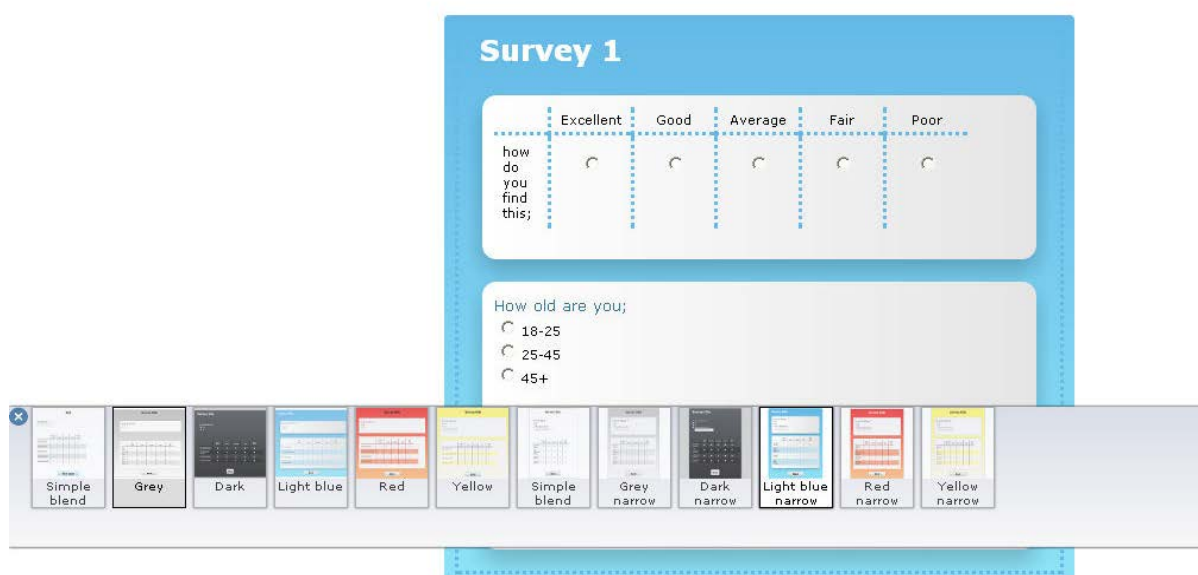 Survey 1
Excellent Good Average Fair Poor
how
do
you
find
this;
How old are you;
18-25
25-45
45+
Simple
blend
Grey
Dark
Light blue
Red
Yellow
Simple
blend
Grey
narrow
Dark
narrow
Light blue
narrow
Red
narrow
Yellow
narrow